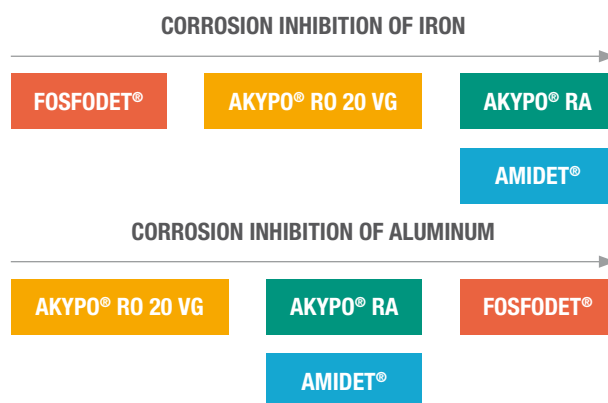 CORROSION INHIBITION OF IRON
FOSFODET® AKYPO® RO 20 VG AKYPO® RA
AMIDET®
CORROSION INHIBITION OF ALUMINUM
AKYPO® RO 20 VG AKYPO® RA FOSFODET®
AMIDET®